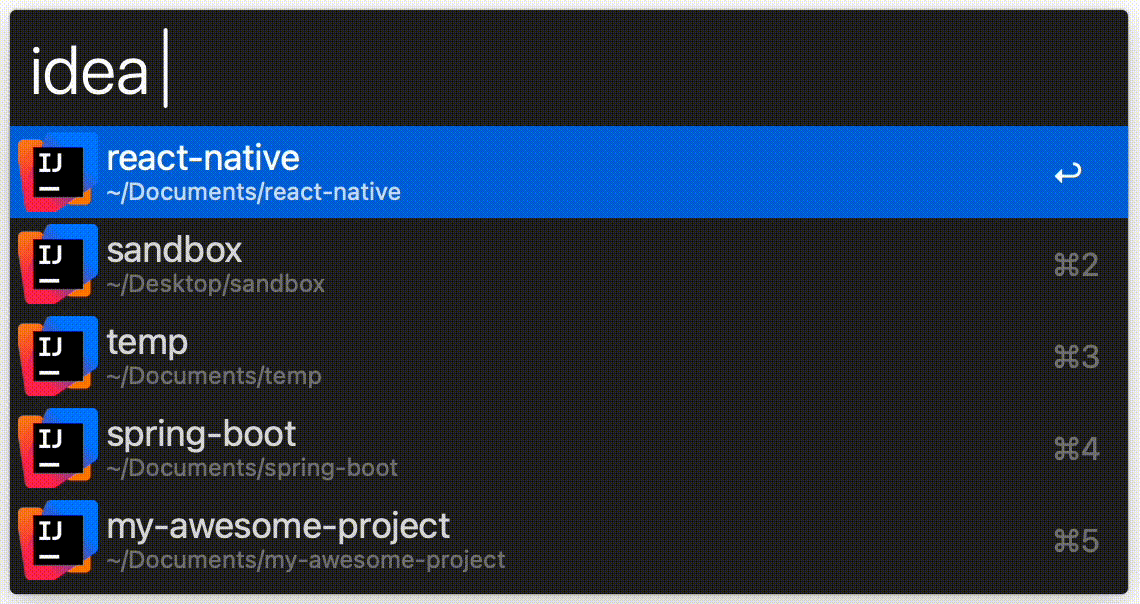 idea
IJ
react-native
~/Documents/react-native
↩
IJ
sandbox
~/Desktop/sandbox
⌘2
IJ
temp
~/Documents/temp
⌘3
IJ
spring-boot
~/Documents/spring-boot
⌘4
IJ
my-awesome-project
~/Documents/my-awesome-project
⌘5